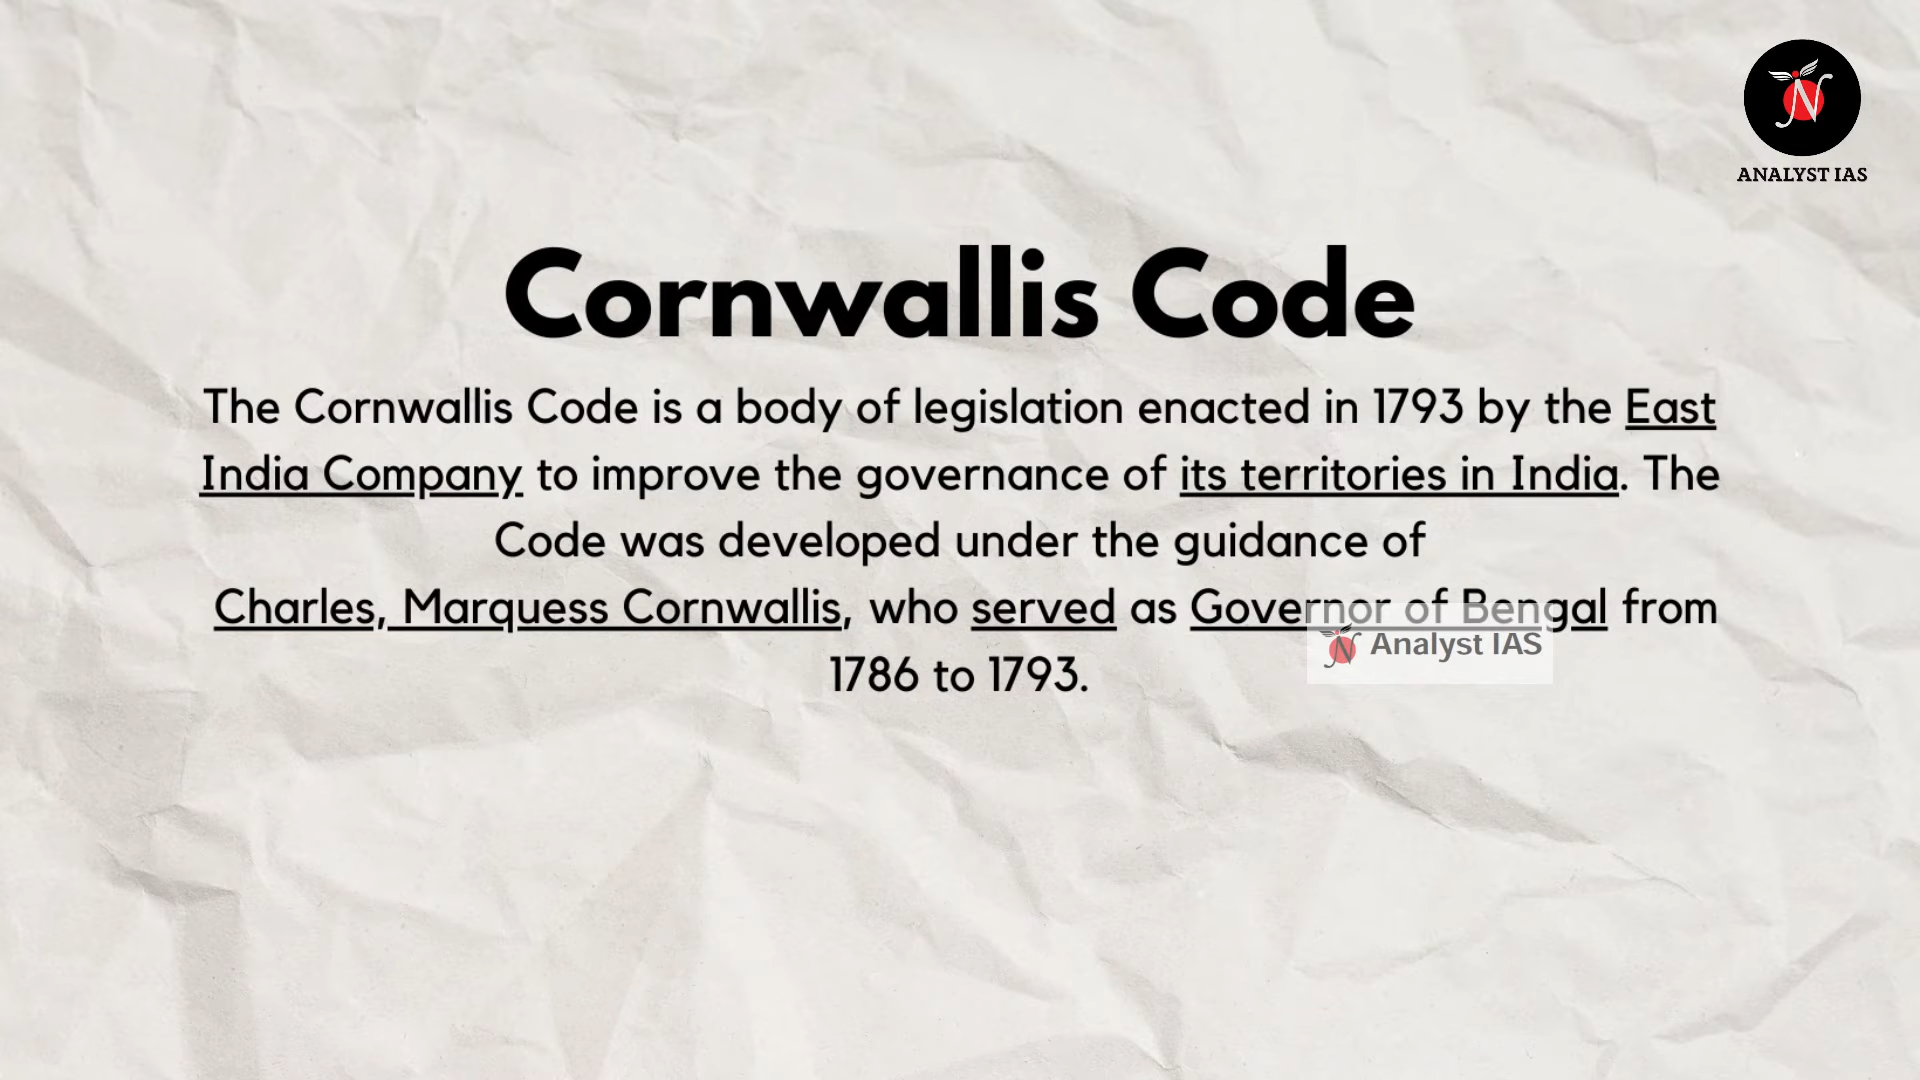 ANALYST IAS
Cornwallis Code
The Cornwallis Code is a body of legislation enacted in 1793 by the East
India Company to improve the governance of its territories in India. The
Code was developed under the guidance of
Charles, Marquess Cornwallis, who served as Governor of Bengal from
Analyst IAS
1786 to 1793.